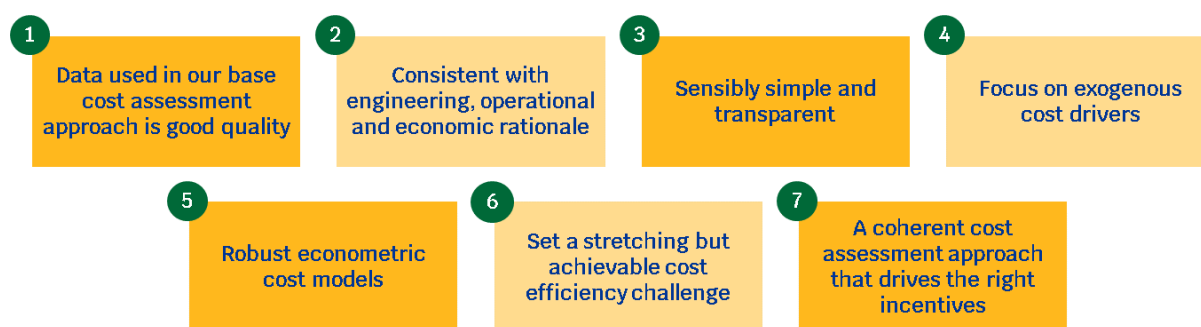 1
Data used in our base
cost assessment
approach is good quality
2
Consistent with
engineering, operational
and economic rationale
3
Sensibly simple and
transparent
4
Focus on exogenous
cost drivers
5
Robust econometric
cost models
6
Set a stretching but
achievable cost
efficiency challenge
7
A coherent cost
assessment approach
that drives the right
incentives